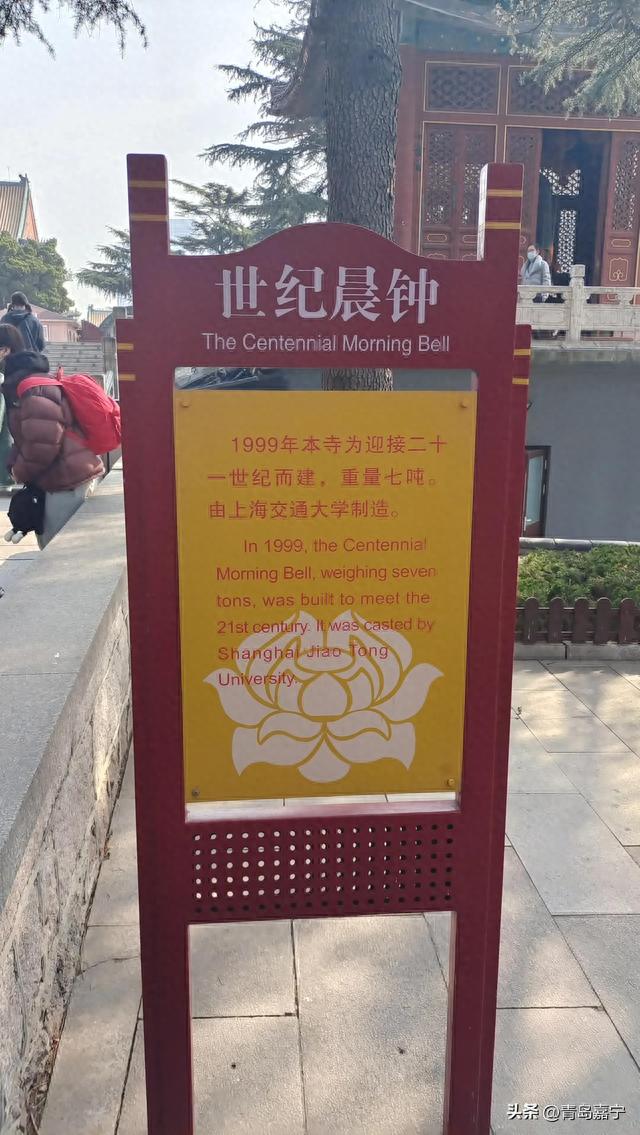 世纪晨钟
The Centennial Morning Bell
1999年本寺为迎接二十
一世纪而建，重量七吨。
由上海交通大学制造。
In 1999, the Centennial
Morning Bell, weighing seven
tons, was built to meet the
21st century. It was casted by
Shanghai Jiao Tong
University.
头条 @青岛嘉宁